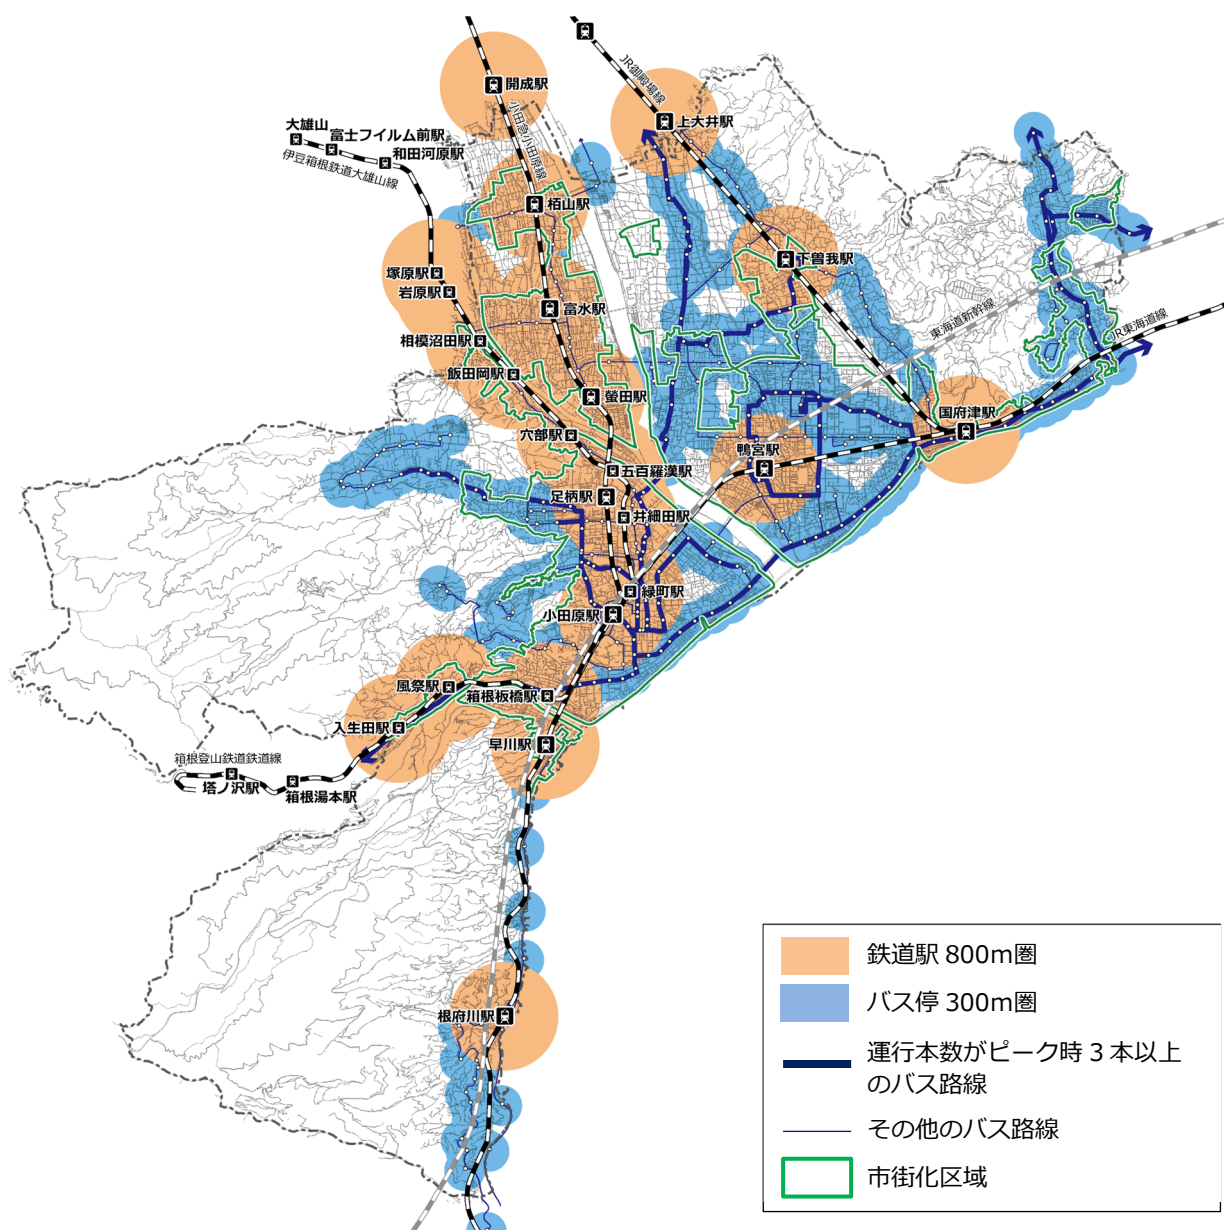 開成駅
JR御殿場線
上大井駅
小田急小田原線
大雄山
富士フイルム前駅
和田河原駅
伊豆箱根鉄道大雄山線
栢山駅
塚原駅
下曽我駅
岩原駅
富水駅
東海道新幹線
JR東海道線
相模沼田駅
飯田岡駅
螢田駅
国府津駅
穴部駅
鴨宮駅
五百羅漢駅
足柄駅
井細田駅
緑町駅
小田原駅
風祭駅
箱根板橋駅
入生田駅
早川駅
箱根登山鉄道鉄道線
塔ノ沢駅
箱根湯本駅
根府川駅
鉄道駅 800m圏
バス停 300m圏
運行本数がピーク時 3 本以上
のバス路線
その他のバス路線
市街化区域